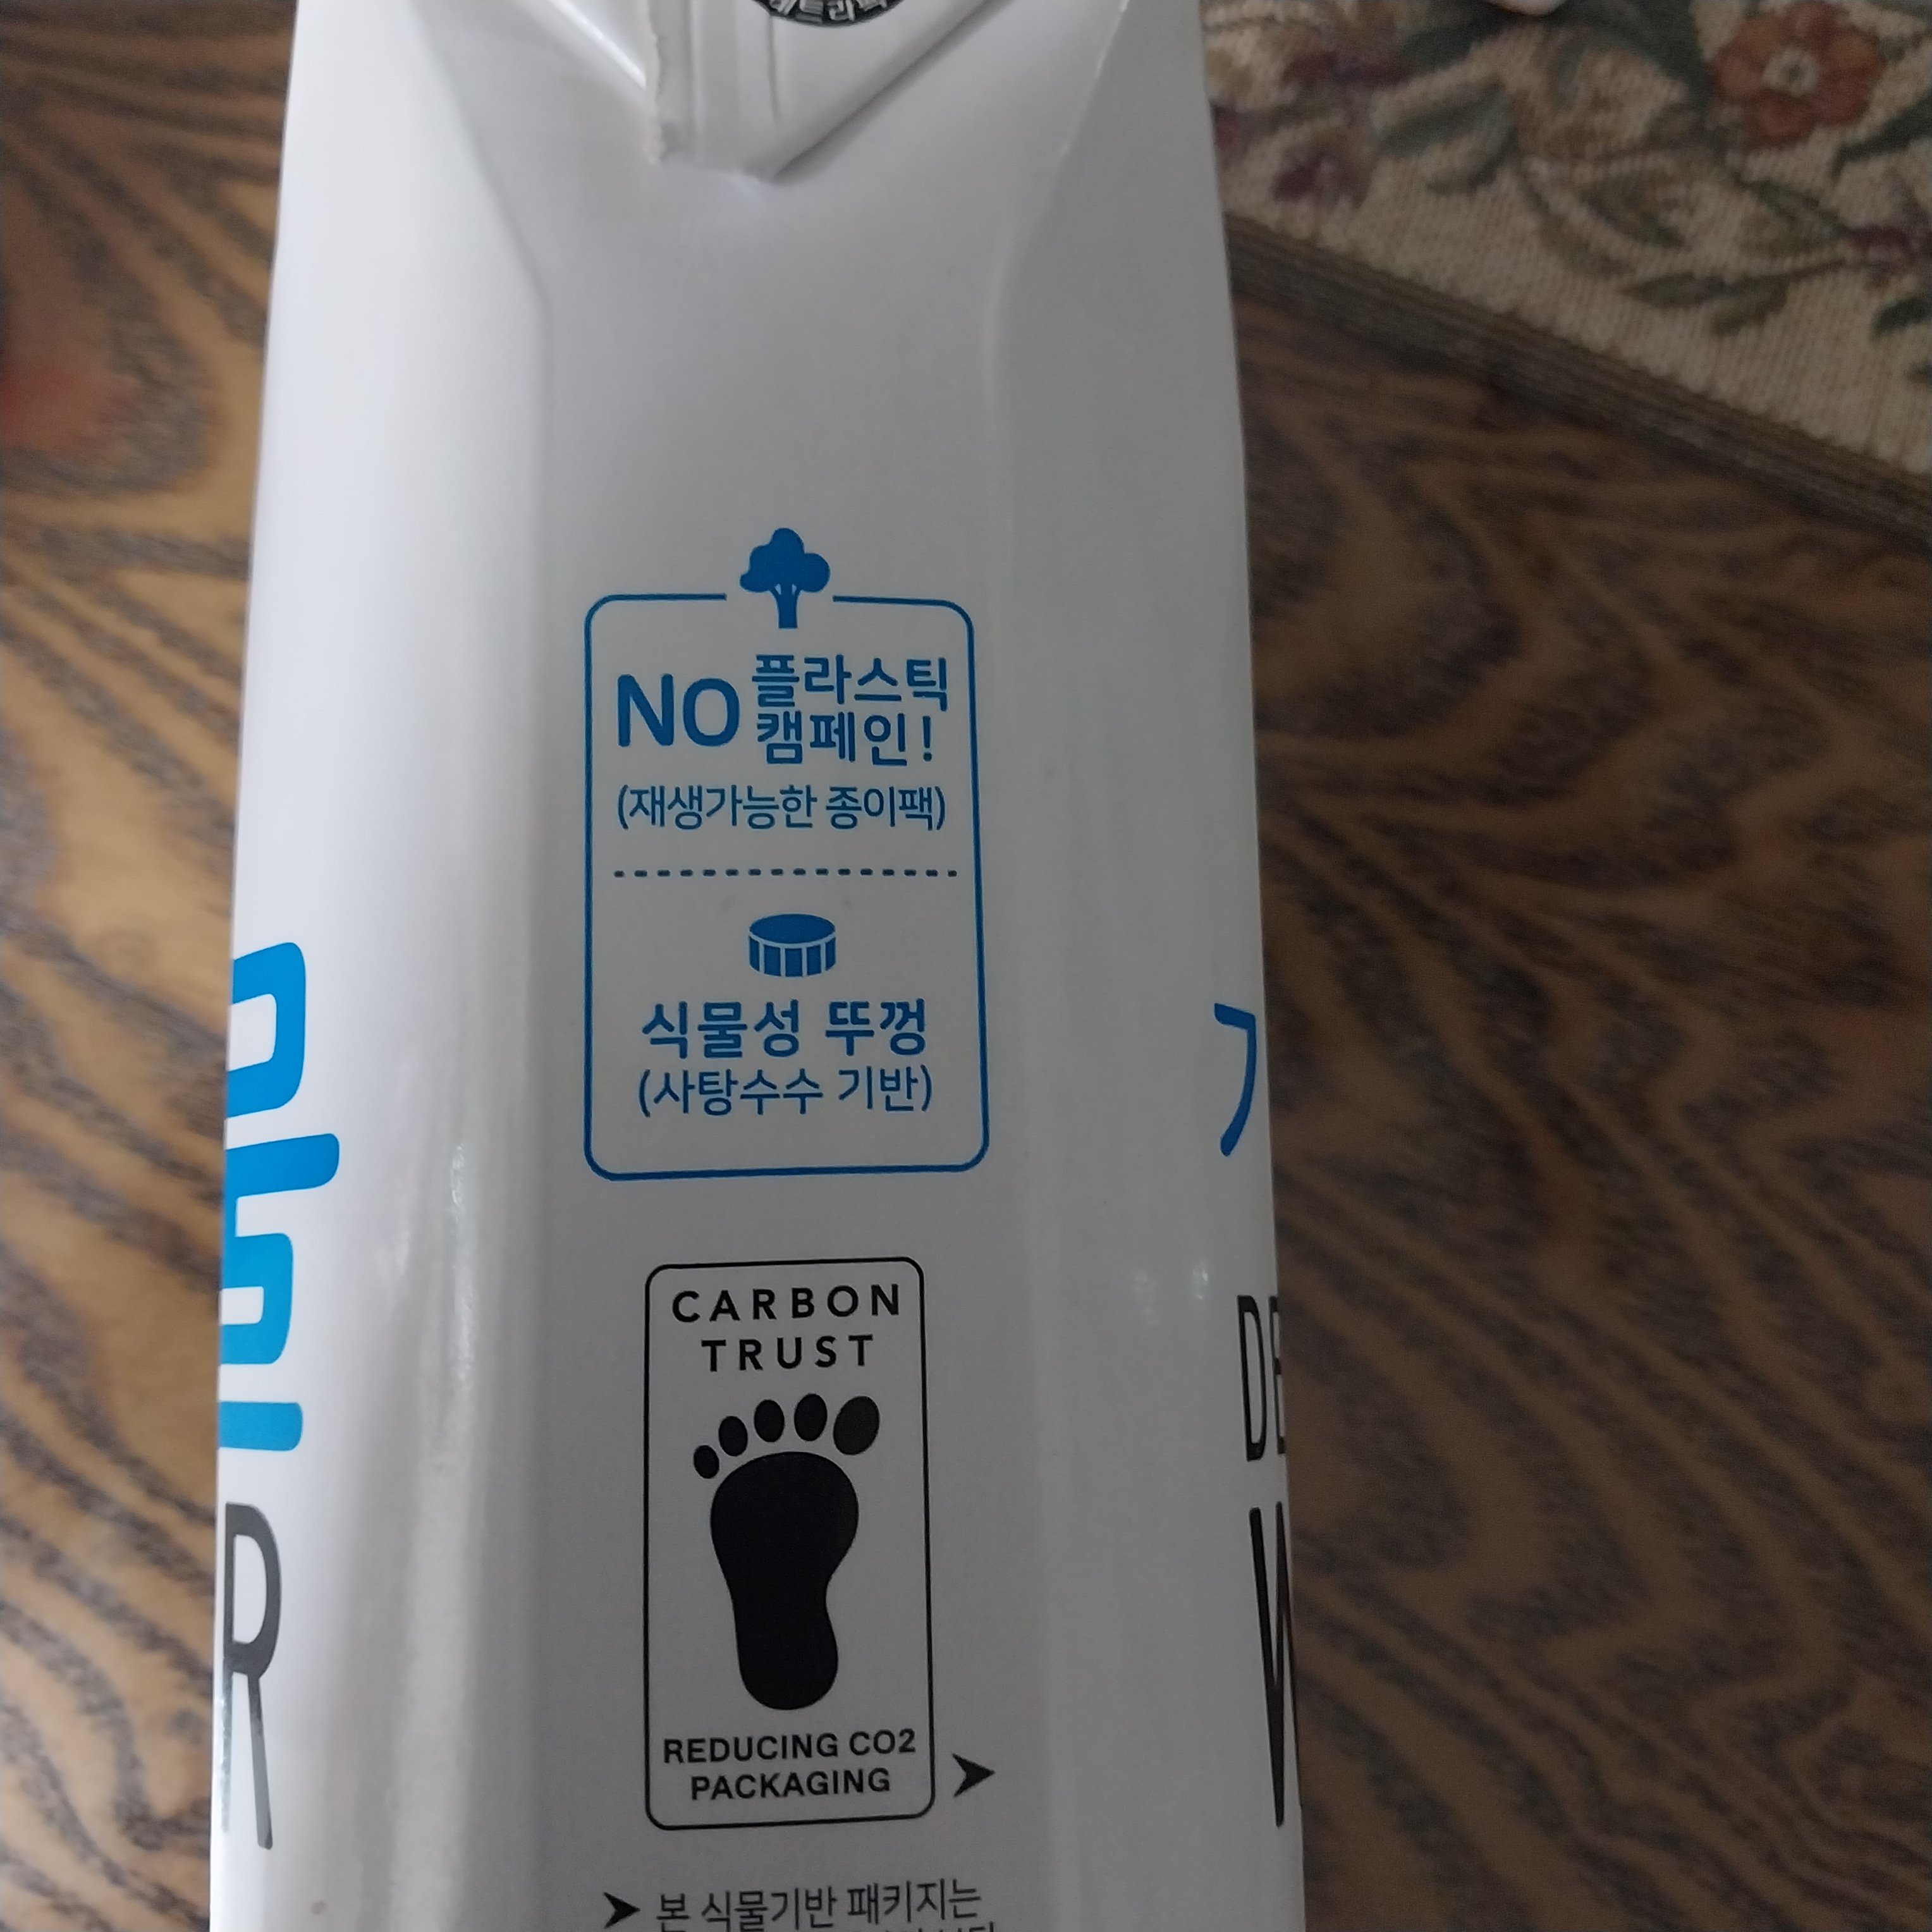 NO 플라스틱
캠페인!
(재생가능한 종이팩)
식물성 뚜껑
(사탕수수 기반)
CARBON
TRUST
REDUCING CO2
PACKAGING
본 식물기반 패키지는